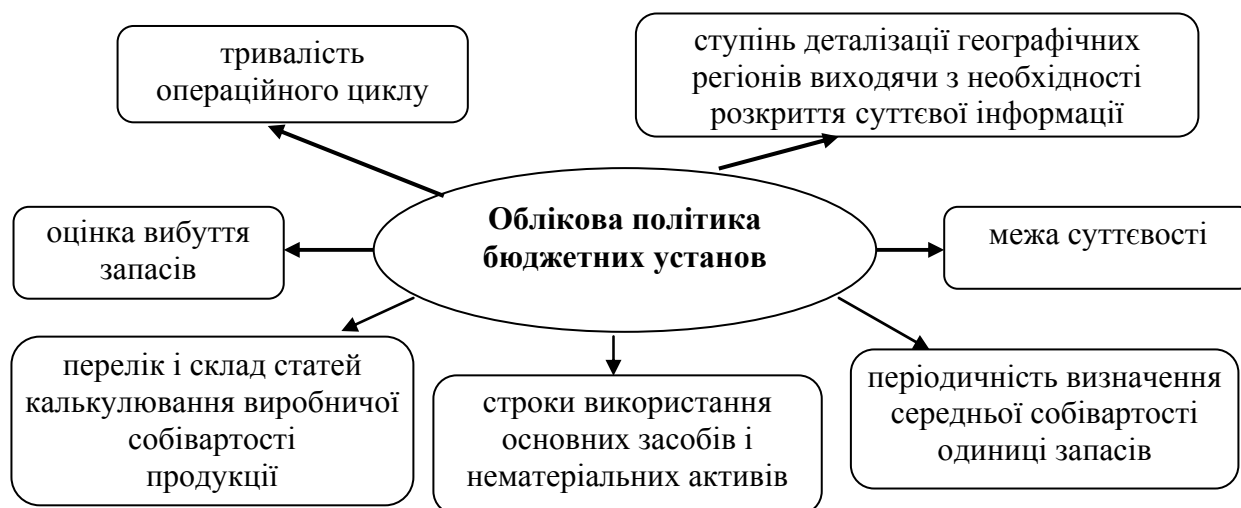 тривалість
операційного циклу
ступінь деталізації географічних
регіонів виходячи з необхідності
розкриття суттєвої інформації
Облікова політика
бюджетних установ
оцінка вибуття
запасів
межа суттєвості
перелік і склад статей
калькулювання виробничої
собівартості
продукції
строки використання
основних засобів і
нематеріальних активів
періодичність визначення
середньої собівартості
одиниці запасів